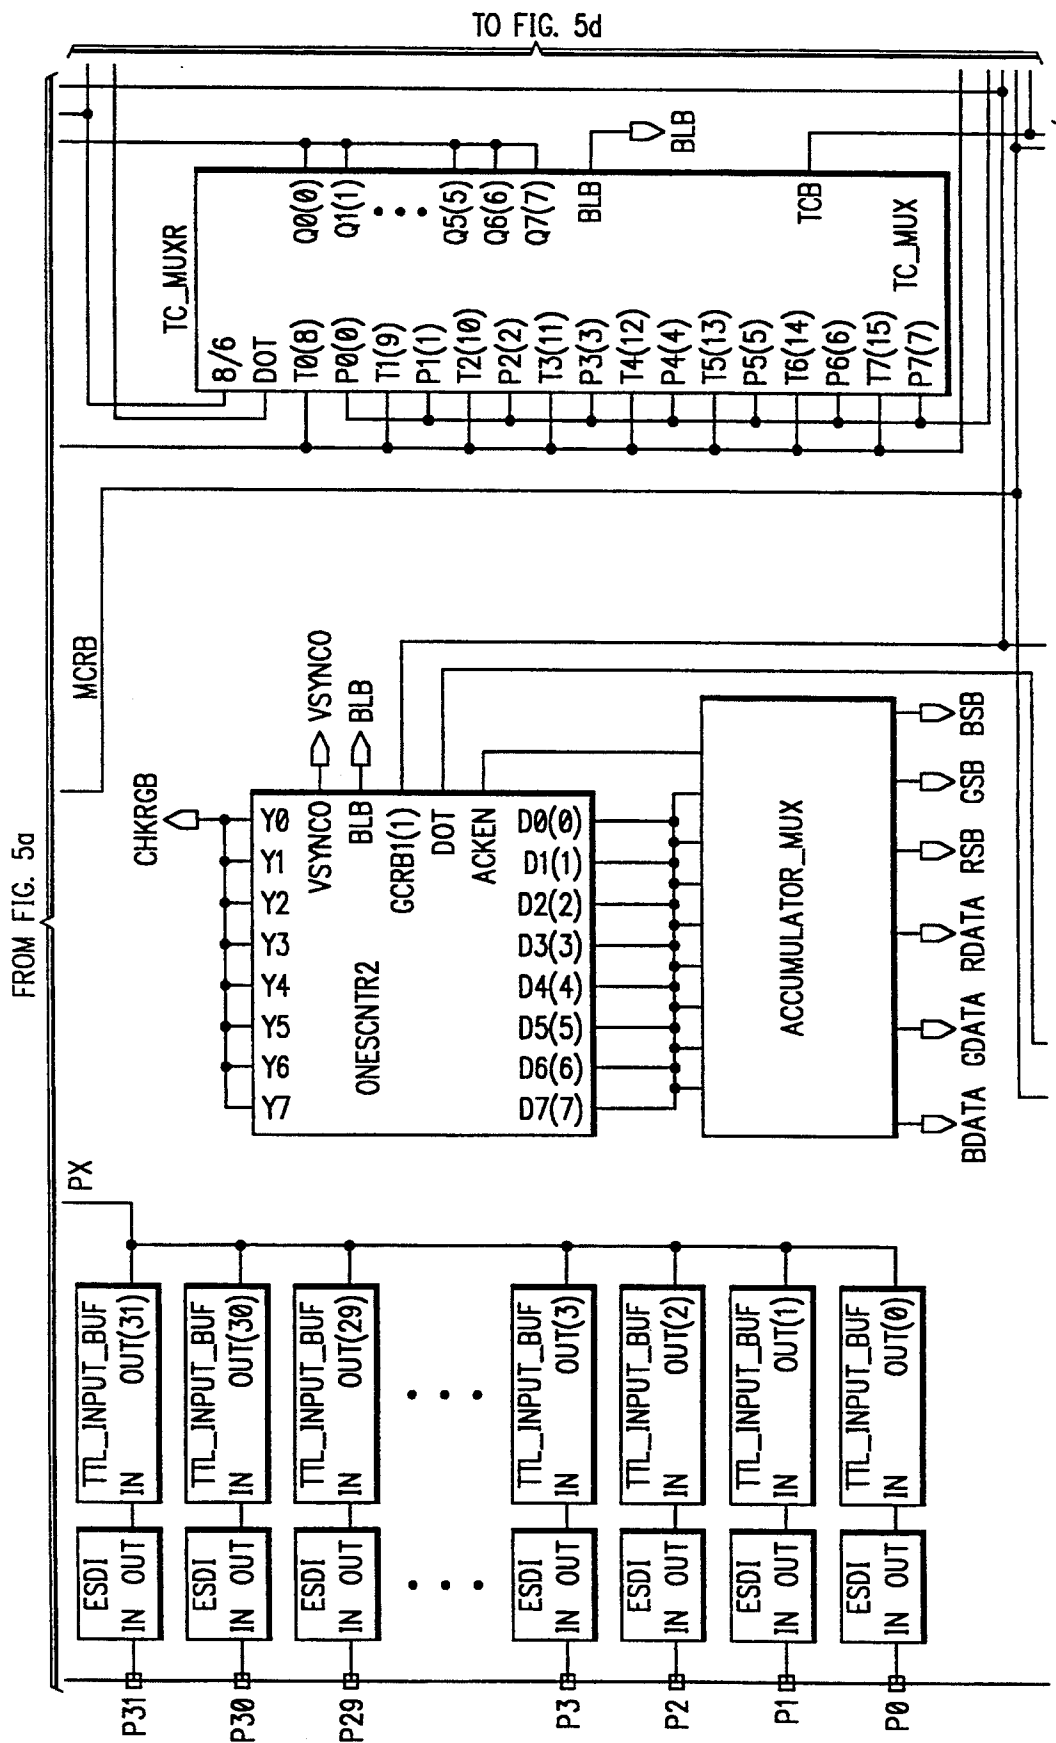 TO FIG. 5d
FROM FIG. 5a
P31
IN OUT
ESDI
IN OUT(31)
TTL_INPUT_BUF
PX
P30
IN OUT
ESDI
IN OUT(30)
TTL_INPUT_BUF
P29
IN OUT
ESDI
IN OUT(29)
TTL_INPUT_BUF
P3
IN OUT
ESDI
IN OUT(3)
TTL_INPUT_BUF
P2
IN OUT
ESDI
IN OUT(2)
TTL_INPUT_BUF
P1
IN OUT
ESDI
IN OUT(1)
TTL_INPUT_BUF
P0
IN OUT
ESDI
IN OUT(0)
TTL_INPUT_BUF
CHKRGB
Y7
Y6
Y5
Y4
Y3
Y2
Y1
Y0
ONESCNTR2
VSYNCO
VSYNCO
BLB
BLB
GCRB1(1)
DOT
ACKEN
D7(7)
D6(6)
D5(5)
D4(4)
D3(3)
D2(2)
D1(1)
D0(0)
MCRB
ACCUMULATOR_MUX
BDATA
GDATA
RDATA
RSB
GSB
BSB
TC_MUXR
8/6
DOT
T0(8)
P0(0)
T1(9)
P1(1)
T2(10)
P2(2)
T3(11)
P3(3)
T4(12)
P4(4)
T5(13)
P5(5)
T6(14)
P6(6)
T7(15)
P7(7)
Q0(0)
Q1(1)
Q5(5)
Q6(6)
Q7(7)
BLB
BLB
TCB
TC_MUX